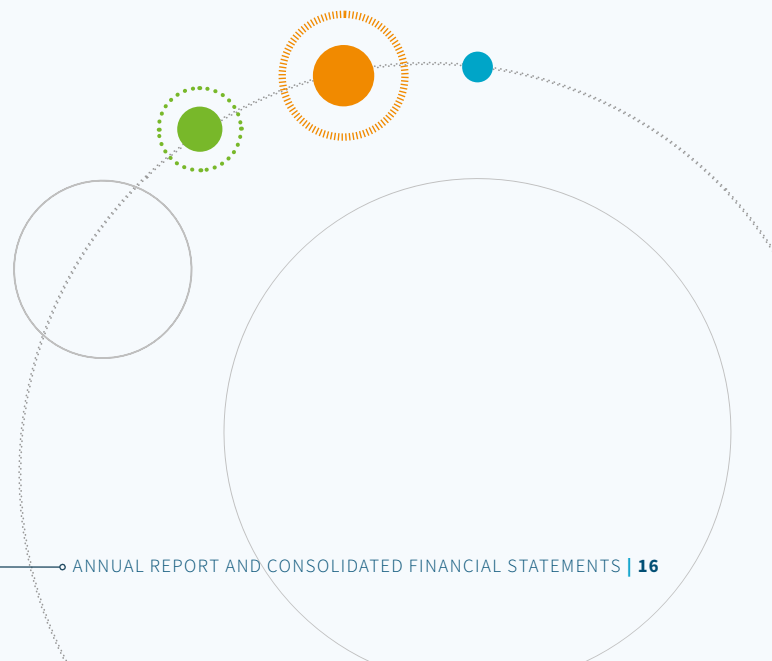 ANNUAL REPORT AND CONSOLIDATED FINANCIAL STATEMENTS | 16